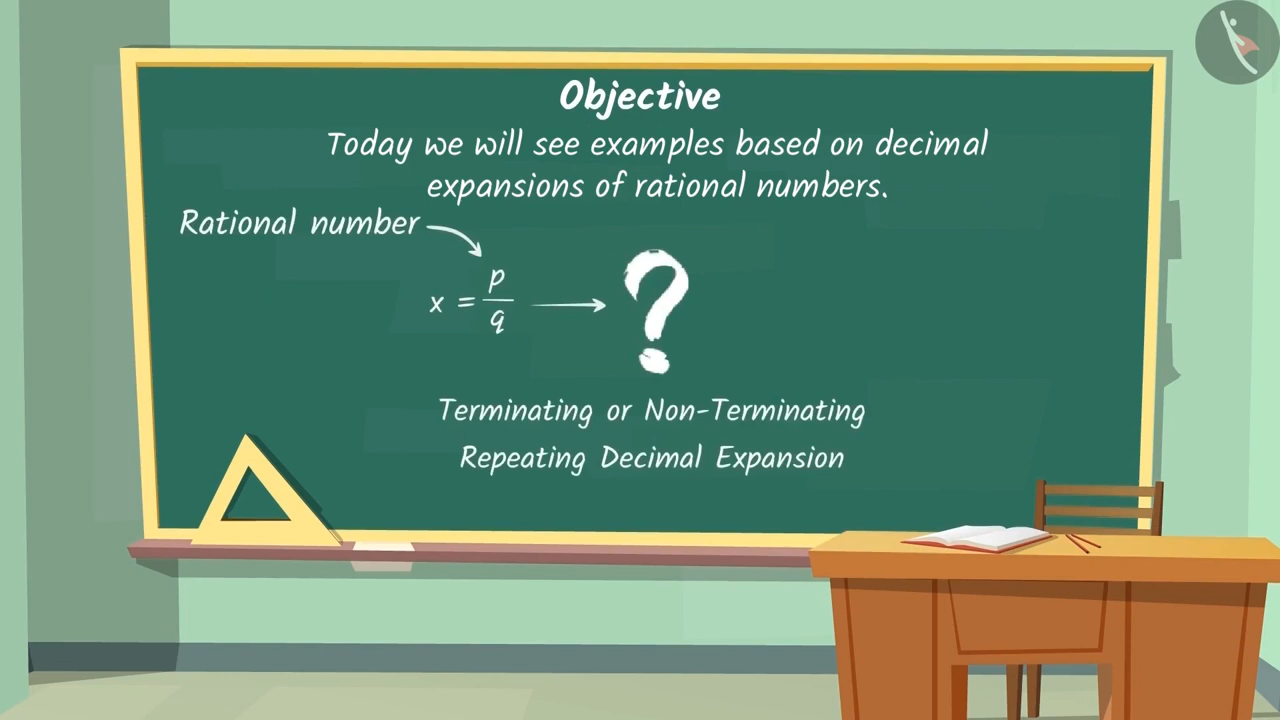 Objective
Today we will see examples based on decimal
expansions of rational numbers.
Rational number
x = p/q
?
Terminating or Non-Terminating
Repeating Decimal Expansion